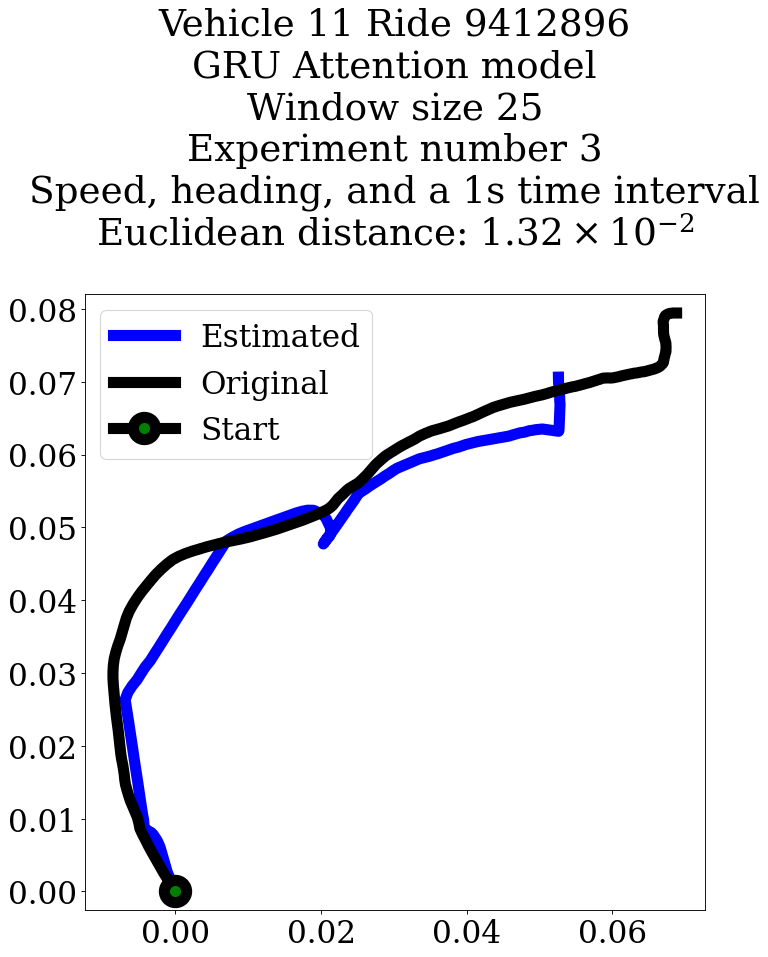 Vehicle 11 Ride 9412896
GRU Attention model
Window size 25
Experiment number 3
Speed, heading, and a 1s time interval
Euclidean distance: 1.32 × 10⁻²
Estimated
Original
Start
0.08
0.07
0.06
0.05
0.04
0.03
0.02
0.01
0.00
0.00 0.02 0.04 0.06